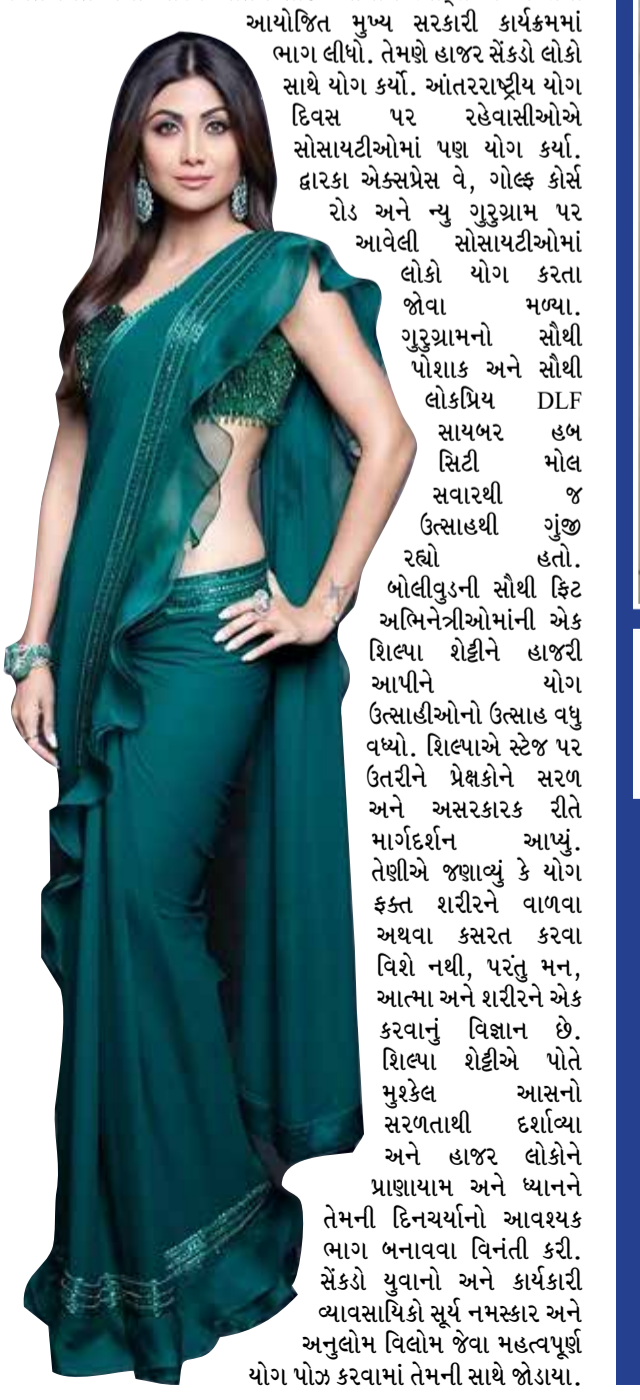 આયોજિત મુખ્ય સરકારી કાર્યક્રમમાં
ભાગ લીધો. તેમણે હાજર સેંકડો લોકો
સાથે યોગ કર્યો. આંતરરાષ્ટ્રીય યોગ
દિવસ પર રહેવાસીઓએ
સોસાયટીઓમાં પણ યોગ કર્યા.
દ્વારકા એક્સપ્રેસ વે, ગોલ્ફ કોર્સ
રોડ અને ન્યુ ગુરુગ્રામ પર
આવેલી સોસાયટીઓમાં
લોકો યોગ કરતા
જોવા મળ્યા.
ગુરુગ્રામનો સૌથી
પોશાક અને સૌથી
લોકપ્રિય DLF
સાયબર હબ
સિટી મોલ
સવારથી જ
ઉત્સાહથી ગુંજી
રહ્યો હતો.
બોલીવુડની સૌથી ફિટ
અભિનેત્રીઓમાંની એક
શિલ્પા શેટ્ટીને હાજરી
આપીને યોગ
ઉત્સાહીઓનો ઉત્સાહ વધુ
વધ્યો. શિલ્પાએ સ્ટેજ પર
ઉતરીને પ્રેક્ષકોને સરળ
અને અસરકારક રીતે
માર્ગદર્શન આપ્યું.
તેણીએ જણાવ્યું કે યોગ
ફક્ત શરીરને વાળવા
અથવા કસરત કરવા
વિશે નથી, પરંતુ મન,
આત્મા અને શરીરને એક
કરવાનું વિજ્ઞાન છે.
શિલ્પા શેટ્ટીએ પોતે
મુશ્કેલ આસનો
સરળતાથી દર્શાવ્યા
અને હાજર લોકોને
પ્રાણાયામ અને ધ્યાનને
તેમની દિનચર્યાનો આવશ્યક
ભાગ બનાવવા વિનંતી કરી.
સેંકડો યુવાનો અને કાર્યકારી
વ્યાવસાયિકો સૂર્ય નમસ્કાર અને
અનુલોમ વિલોમ જેવા મહત્વપૂર્ણ
યોગ પોઝ કરવામાં તેમની સાથે જોડાયા.